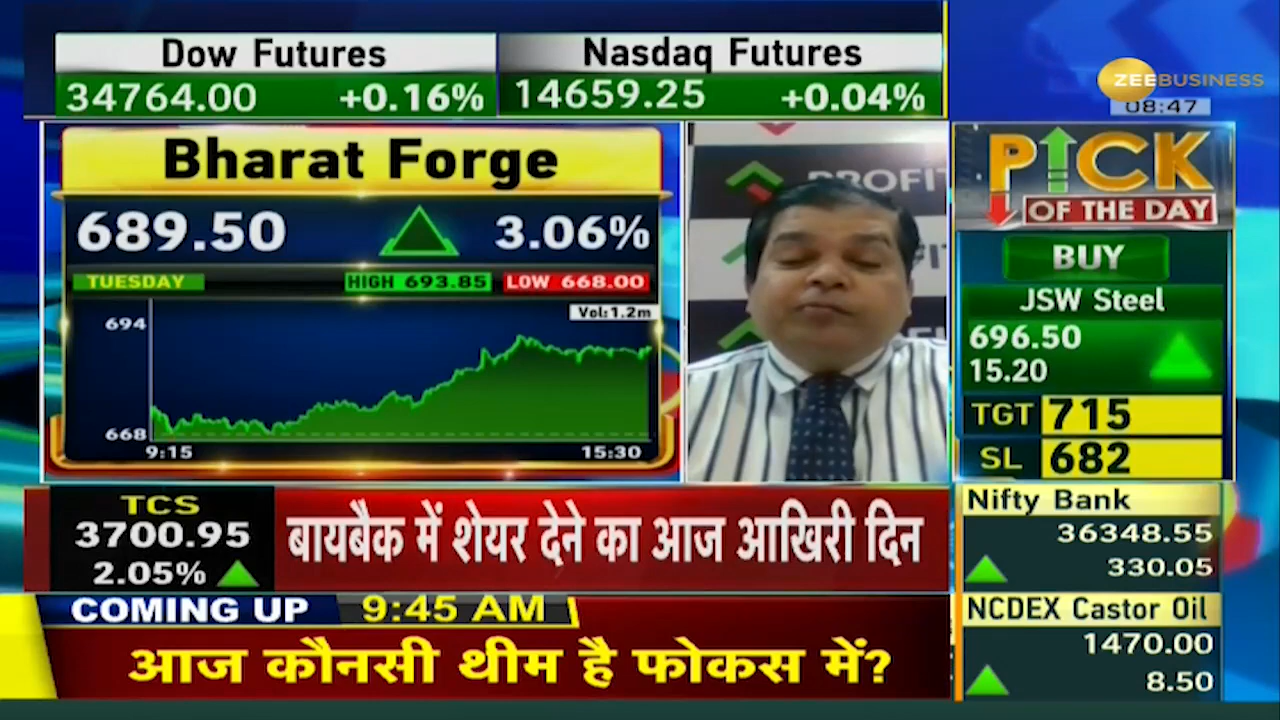 Dow Futures
34764.00 +0.16%
Nasdaq Futures
14659.25 +0.04%
ZEEBUSINESS
08:47
Bharat Forge
689.50 3.06%
TUESDAY HIGH 693.85 LOW 668.00
Vol:1.2m
694
668
9:15 15:30
PROFIT
PICK
OF THE DAY
BUY
JSW Steel
696.50
15.20
TGT 715
SL 682
TCS
3700.95
2.05%
बायबैक में शेयर देने का आज आखिरी दिन
Nifty Bank
36348.55
330.05
COMING UP 9:45 AM
आज कौनसी थीम है फोकस में?
NCDEX Castor Oil
1470.00
8.50